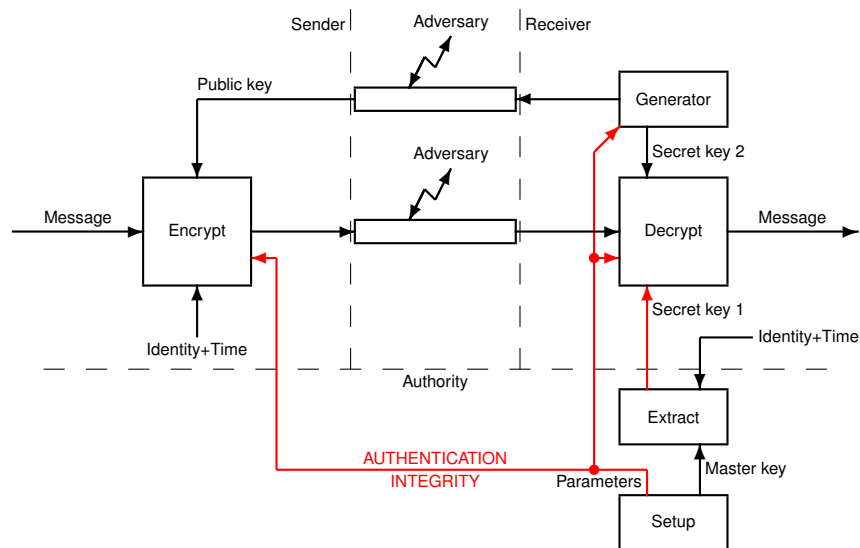 Sender
Adversary
Receiver
Public key
Generator
Secret key 2
Adversary
Message
Encrypt
Decrypt
Message
Secret key 1
Identity+Time
Identity+Time
Authority
Extract
AUTHENTICATION
INTEGRITY
Parameters
Master key
Setup